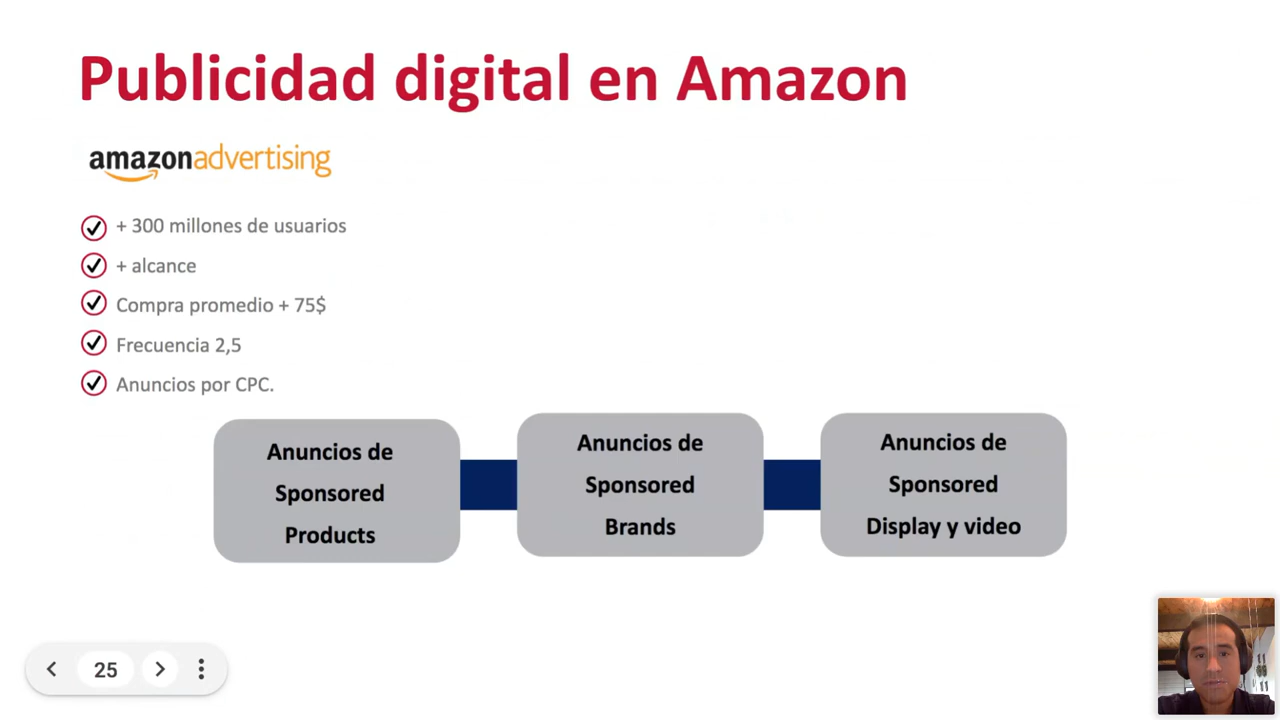 Publicidad digital en Amazon
amazonadvertising
+ 300 millones de usuarios
+ alcance
Compra promedio + 75$
Frecuencia 2,5
Anuncios por CPC.
Anuncios de
Sponsored
Products
Anuncios de
Sponsored
Brands
Anuncios de
Sponsored
Display y video
25